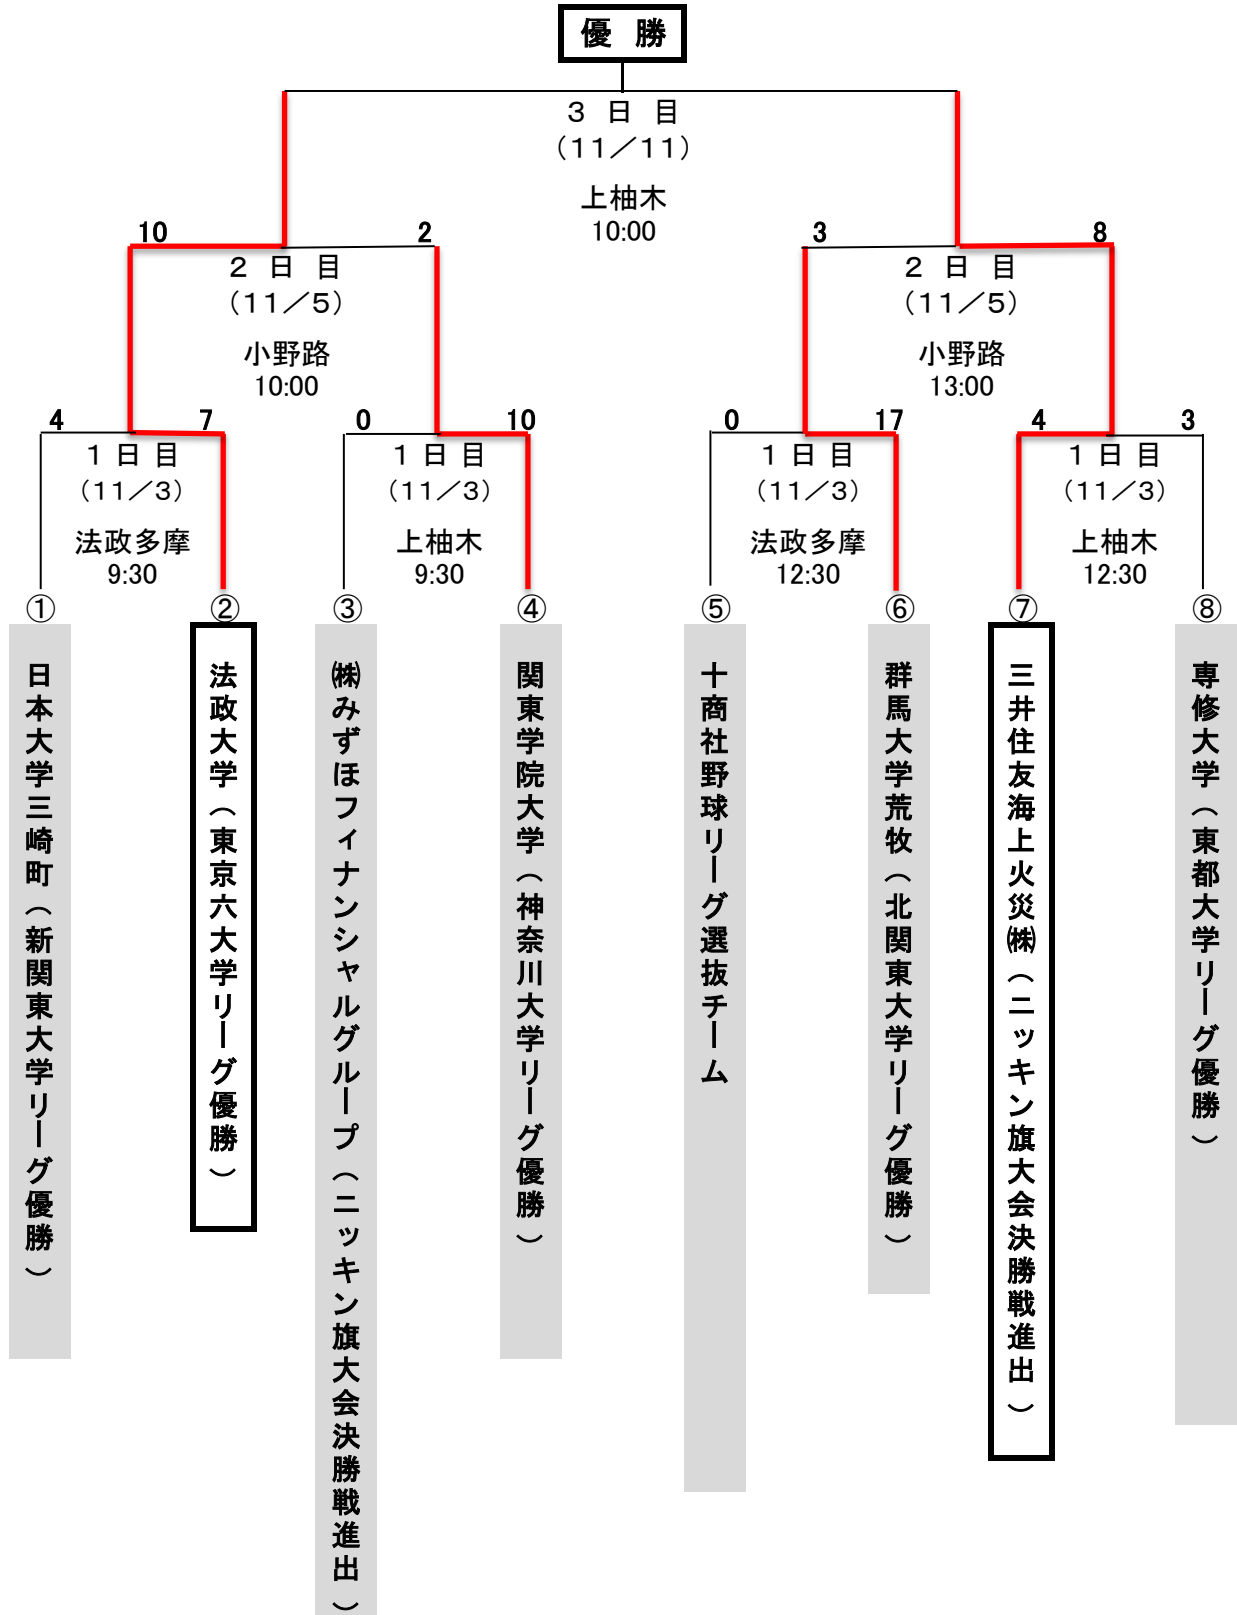 優 勝
3 日 目
(11/11)
上柚木
10:00
10
2
2 日 目
(11/5)
小野路
10:00
3
8
2 日 目
(11/5)
小野路
13:00
4
7
1 日 目
(11/3)
法政多摩
9:30
0
10
1 日 目
(11/3)
上柚木
9:30
0
17
1 日 目
(11/3)
法政多摩
12:30
4
3
1 日 目
(11/3)
上柚木
12:30
①
日本大学三崎町(新関東大学リーグ優勝)
②
法政大学(東京六大学リーグ優勝)
③
㈱みずほフィナンシャルグループ(ニッキン旗大会決勝戦進出)
④
関東学院大学(神奈川大学リーグ優勝)
⑤
十商社野球リーグ選抜チーム
⑥
群馬大学荒牧(北関東大学リーグ優勝)
⑦
三井住友海上火災㈱(ニッキン旗大会決勝戦進出)
⑧
専修大学(東都大学リーグ優勝)